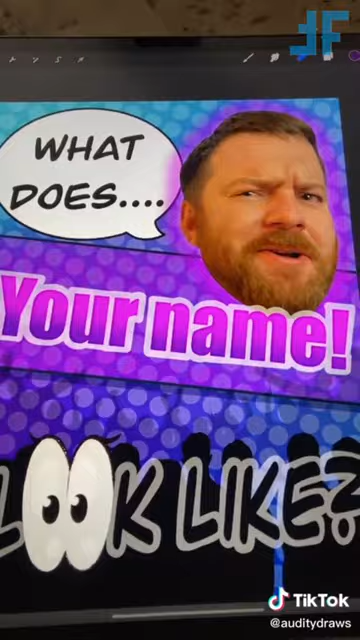 WHAT
DOES....
Your name!
LOOK LIKE?
TikTok
@auditydraws